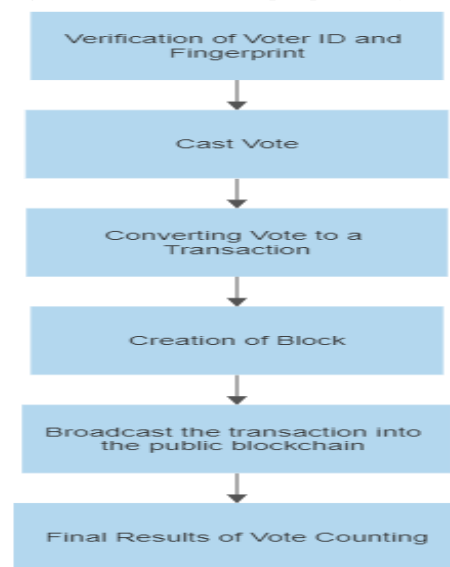 Verification of Voter ID and
Fingerprint
Cast Vote
Converting Vote to a
Transaction
Creation of Block
Broadcast the transaction into
the public blockchain
Final Results of Vote Counting